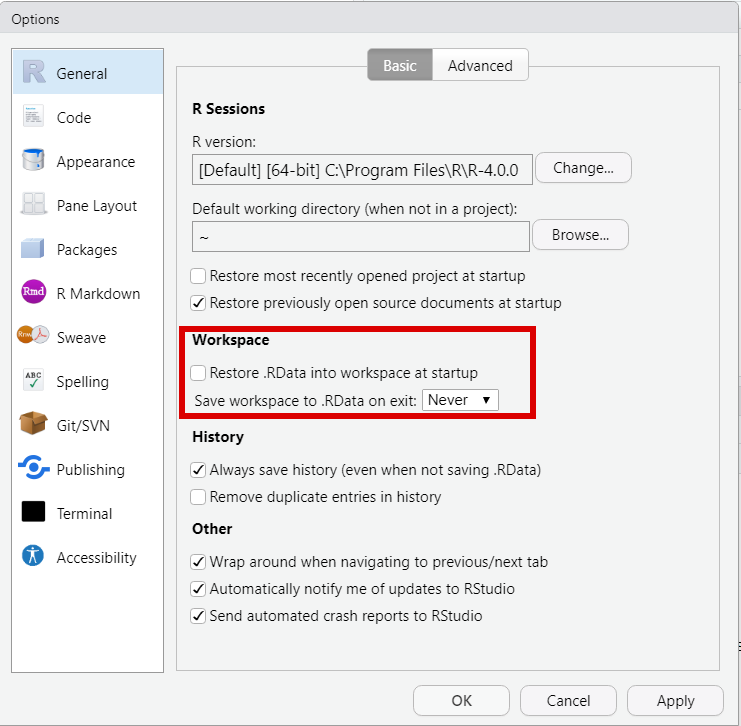 Options
General
Code
Appearance
Pane Layout
Packages
Rmd
R Markdown
Rnw
Sweave
ABC
Spelling
Git/SVN
Publishing
Terminal
Accessibility
Basic Advanced
R Sessions
R version:
[Default] [64-bit] C:\Program Files\R\R-4.0.0 Change...
Default working directory (when not in a project):
~ Browse...
Restore most recently opened project at startup
Restore previously open source documents at startup
Workspace
Restore .RData into workspace at startup
Save workspace to .RData on exit: Never
History
Always save history (even when not saving .RData)
Remove duplicate entries in history
Other
Wrap around when navigating to previous/next tab
Automatically notify me of updates to RStudio
Send automated crash reports to RStudio
OK Cancel Apply